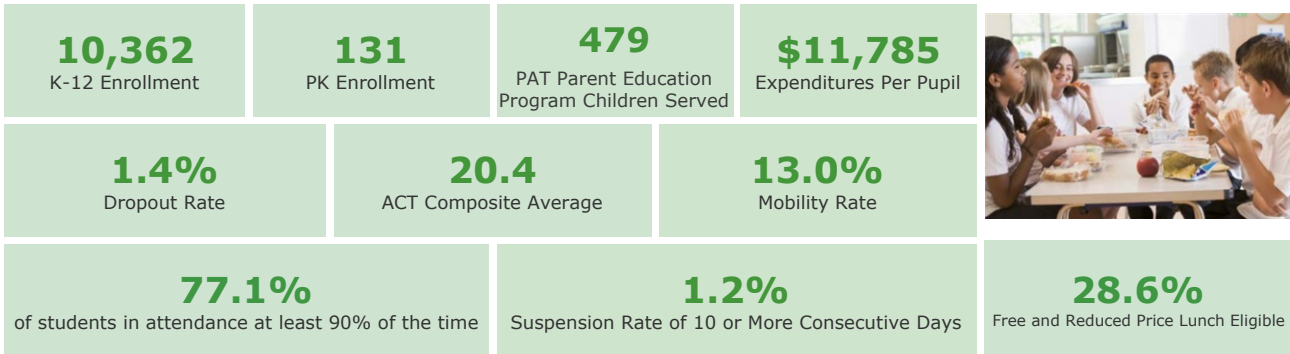 10,362
K-12 Enrollment
131
PK Enrollment
479
PAT Parent Education
Program Children Served
$11,785
Expenditures Per Pupil
1.4%
Dropout Rate
20.4
ACT Composite Average
13.0%
Mobility Rate
77.1%
of students in attendance at least 90% of the time
1.2%
Suspension Rate of 10 or More Consecutive Days
28.6%
Free and Reduced Price Lunch Eligible